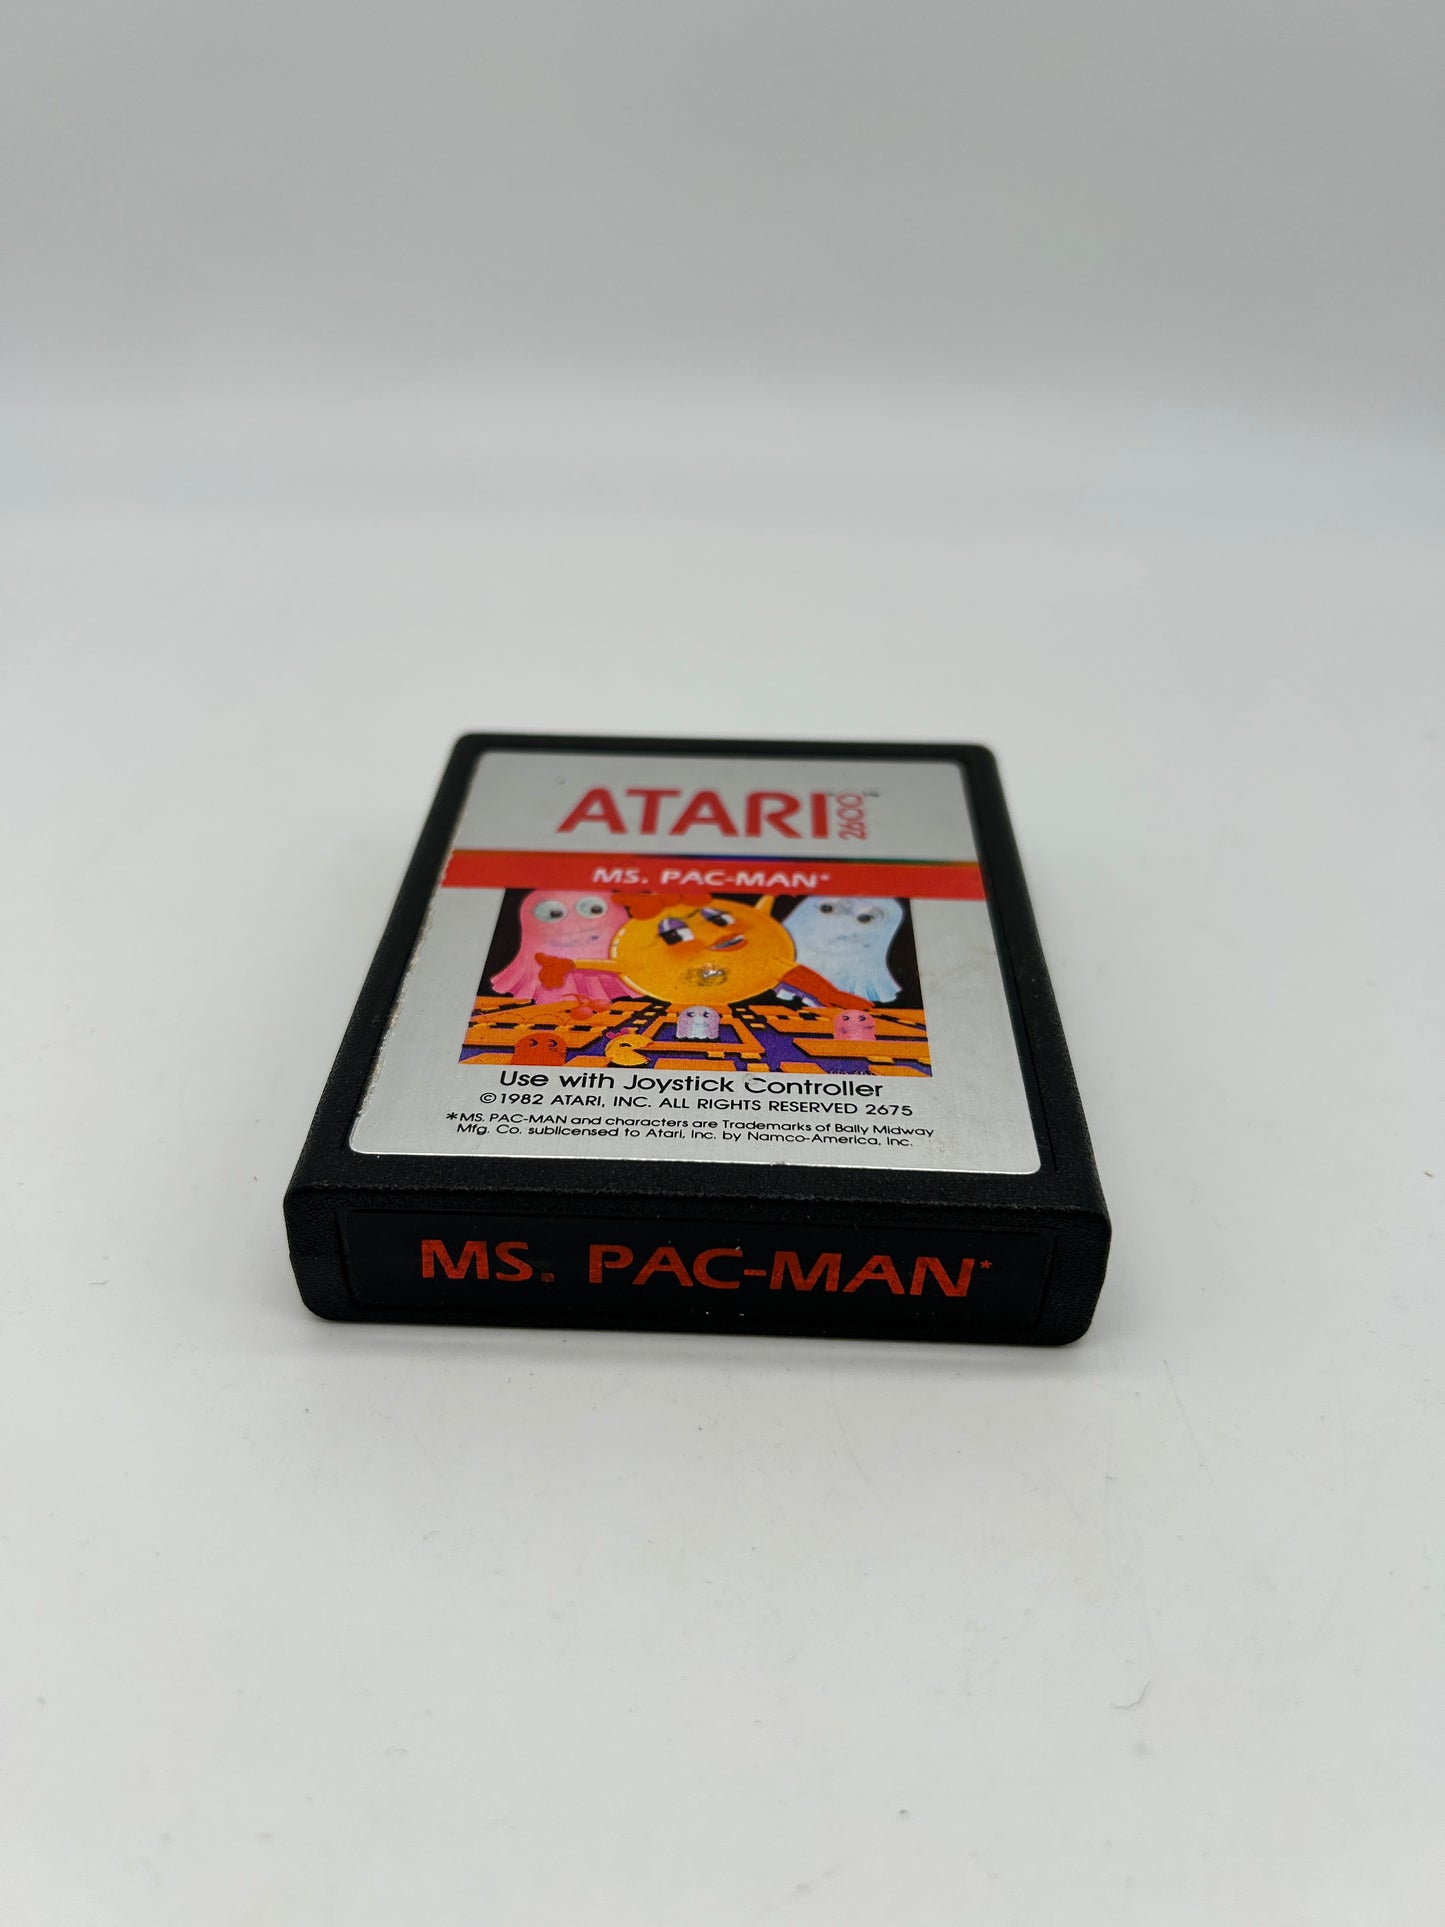 ATARI 2600™
MS. PAC-MAN*
Use with Joystick Controller
©1982 ATARI, INC. ALL RIGHTS RESERVED 2675
*MS. PAC-MAN and characters are Trademarks of Bally Midway
Mfg. Co. sublicensed to Atari, Inc. by Namco-America, Inc.
MS. PAC-MAN*